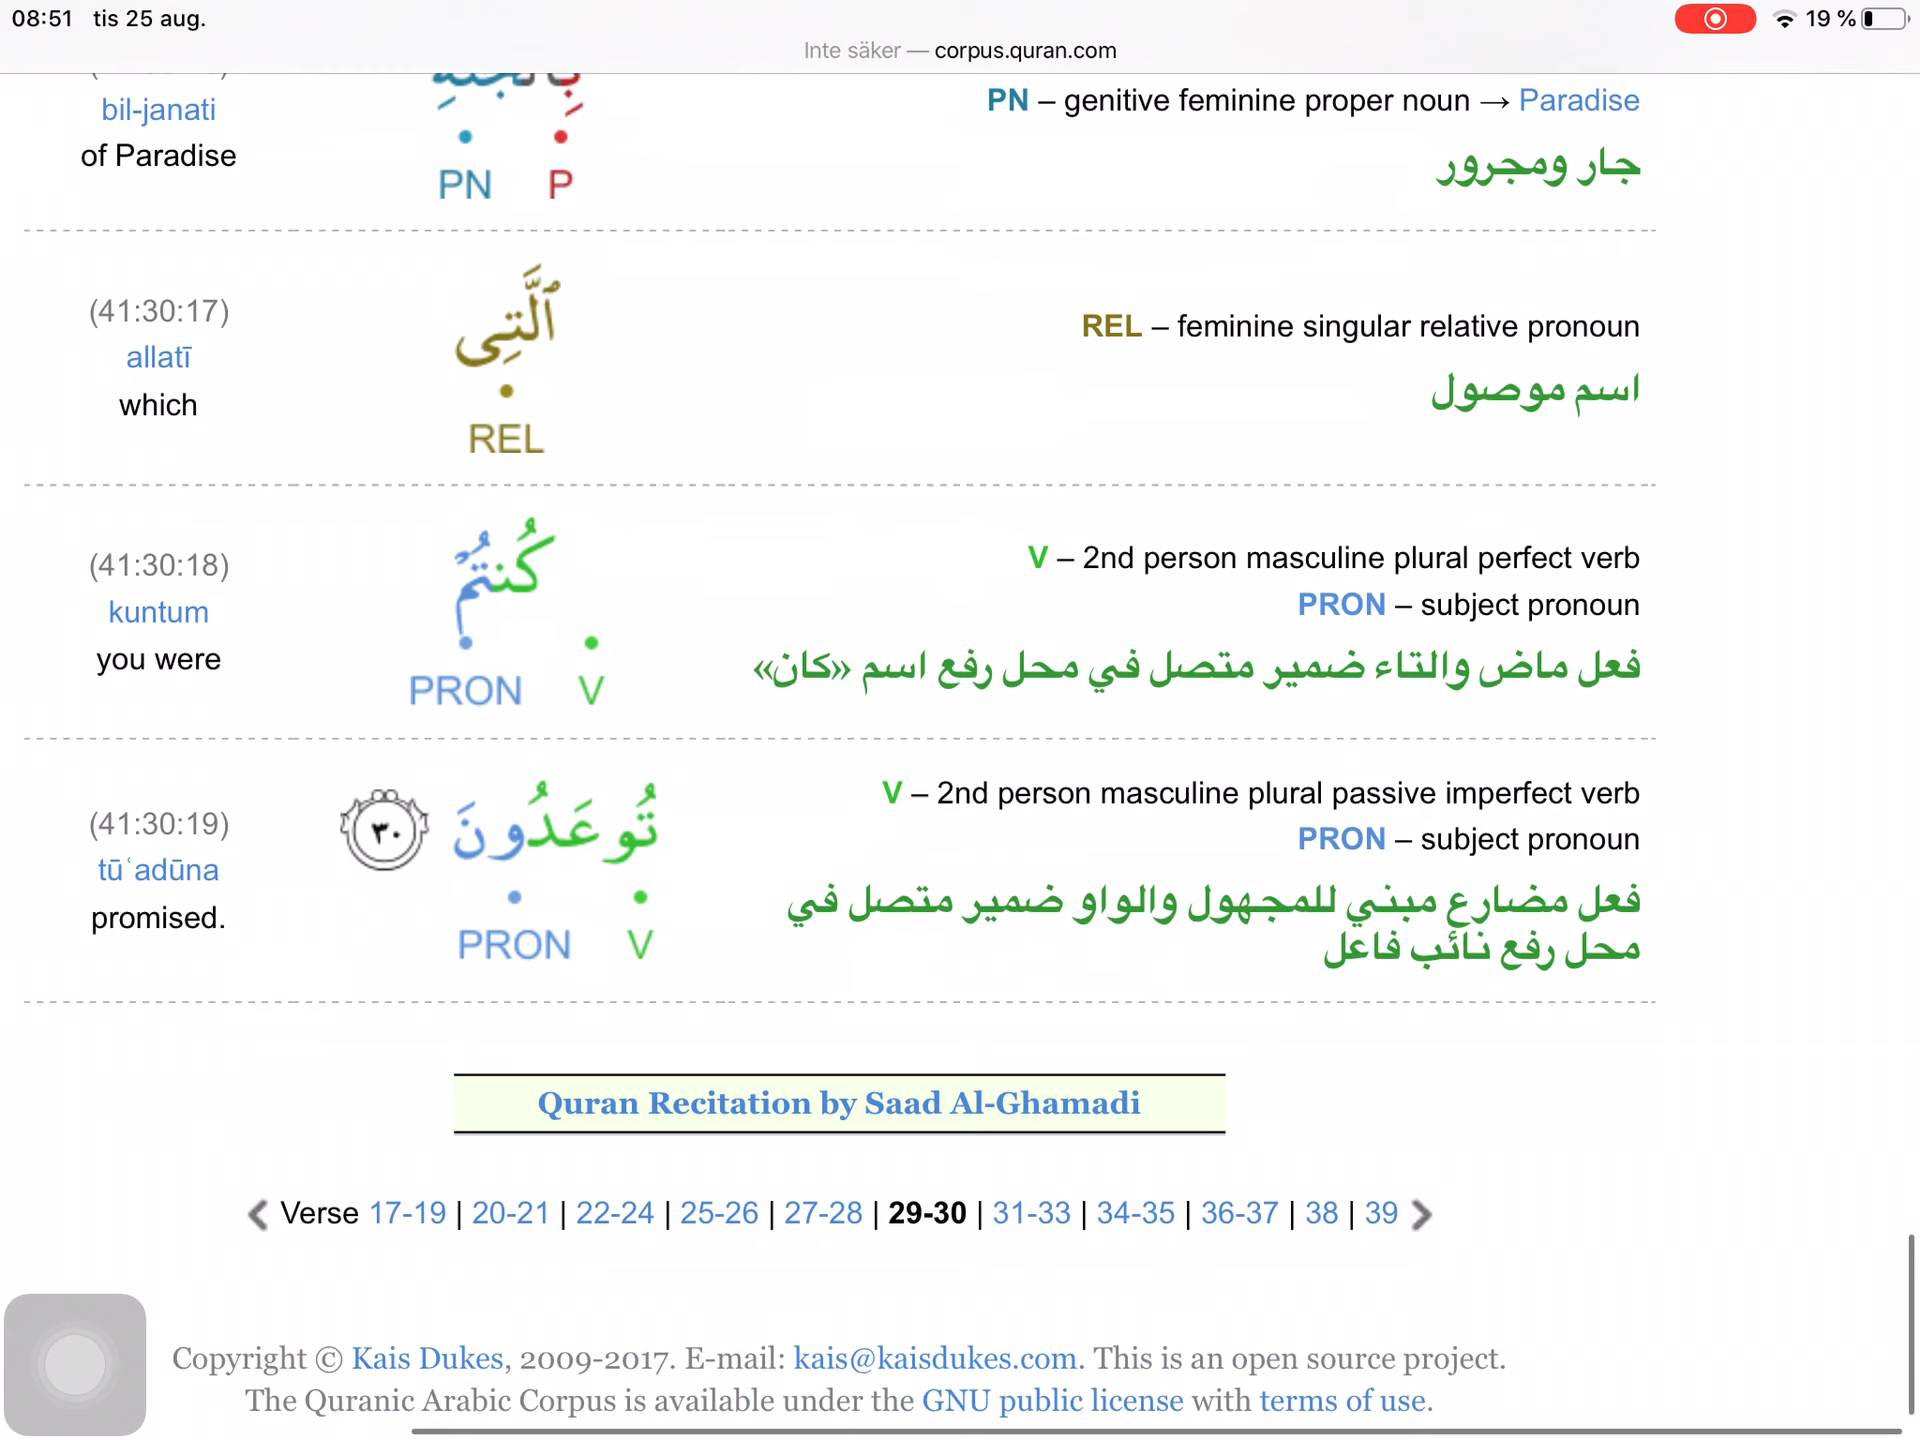 08:51 tis 25 aug.
19 %
Inte säker — corpus.quran.com
bil-janati
of Paradise
PN P
PN – genitive feminine proper noun → Paradise
جار ومجرور
(41:30:17)
allatī
which
ٱلَّتِى
REL
REL – feminine singular relative pronoun
اسم موصول
(41:30:18)
kuntum
you were
كُنتُمْ
PRON V
V – 2nd person masculine plural perfect verb
PRON – subject pronoun
فعل ماض والتاء ضمير متصل في محل رفع اسم «كان»
(41:30:19)
tūʿadūna
promised.
تُوعَدُونَ ٣٠
PRON V
V – 2nd person masculine plural passive imperfect verb
PRON – subject pronoun
فعل مضارع مبني للمجهول والواو ضمير متصل في
محل رفع نائب فاعل
Quran Recitation by Saad Al-Ghamadi
Verse 17-19 | 20-21 | 22-24 | 25-26 | 27-28 | 29-30 | 31-33 | 34-35 | 36-37 | 38 | 39
Copyright © Kais Dukes, 2009-2017. E-mail: kais@kaisdukes.com. This is an open source project.
The Quranic Arabic Corpus is available under the GNU public license with terms of use.